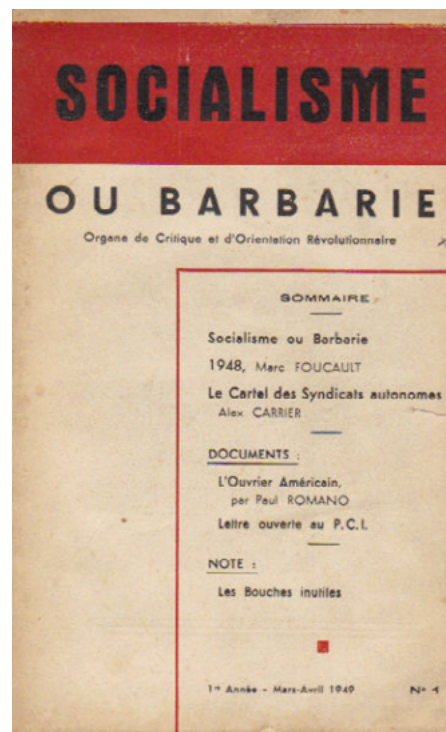 SOCIALISME
OU BARBARIE
Organe de Critique et d'Orientation Révolutionnaire
SOMMAIRE
Socialisme ou Barbarie
1948, Marc FOUCAULT
Le Cartel des Syndicats autonomes
Alex CARRIER
DOCUMENTS :
L'Ouvrier Américain,
par Paul ROMANO
Lettre ouverte au P.C.I.
NOTE :
Les Bouches inutiles
1re Année - Mars-Avril 1949 N° 1